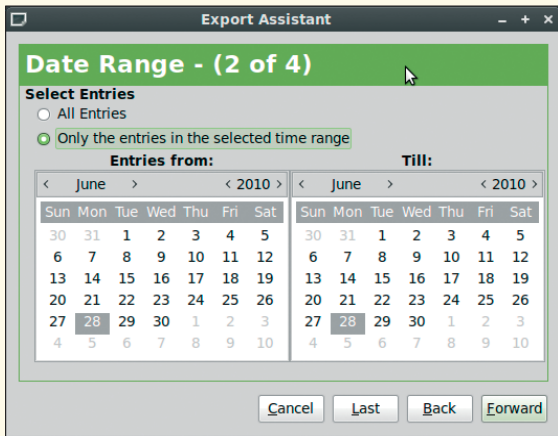 Export Assistant
Date Range - (2 of 4)
Select Entries
All Entries
Only the entries in the selected time range
Entries from:
< June > < 2010 >
Sun Mon Tue Wed Thu Fri Sat
30 31 1 2 3 4 5
6 7 8 9 10 11 12
13 14 15 16 17 18 19
20 21 22 23 24 25 26
27 28 29 30 1 2 3
4 5 6 7 8 9 10
Till:
< June > < 2010 >
Sun Mon Tue Wed Thu Fri Sat
30 31 1 2 3 4 5
6 7 8 9 10 11 12
13 14 15 16 17 18 19
20 21 22 23 24 25 26
27 28 29 30 1 2 3
4 5 6 7 8 9 10
Cancel Last Back Forward